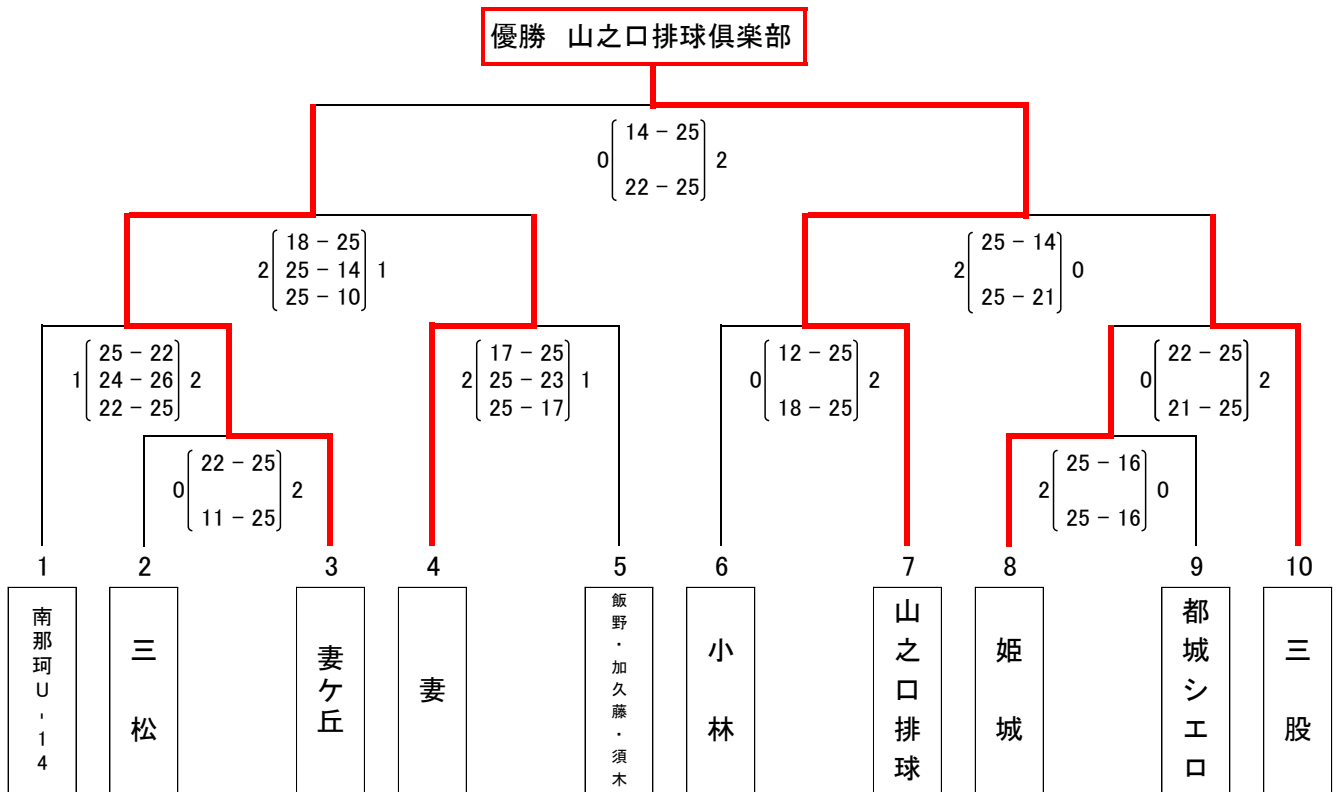 優勝 山之口排球倶楽部
14 - 25
0 2
22 - 25
18 - 25
2 25 - 14 1
25 - 10
25 - 14
2 0
25 - 21
25 - 22
1 24 - 26 2
22 - 25
17 - 25
2 25 - 23 1
25 - 17
12 - 25
0 2
18 - 25
22 - 25
0 2
21 - 25
22 - 25
0 2
11 - 25
25 - 16
2 0
25 - 16
1 2 3 4 5 6 7 8 9 10
南那珂U-14
三松
妻ケ丘
妻
飯野・加久藤・須木
小林
山之口排球
姫城
都城シエロ
三股